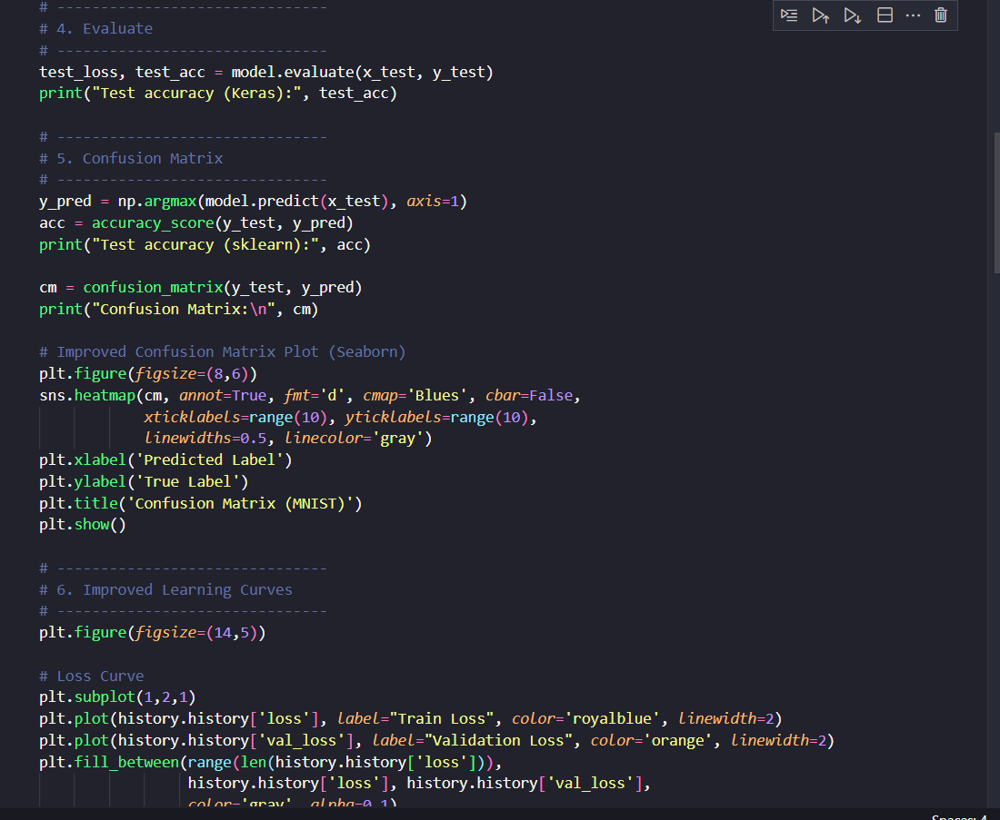 # -------------------------------
# 4. Evaluate
# -------------------------------
test_loss, test_acc = model.evaluate(x_test, y_test)
print("Test accuracy (Keras):", test_acc)
# -------------------------------
# 5. Confusion Matrix
# -------------------------------
y_pred = np.argmax(model.predict(x_test), axis=1)
acc = accuracy_score(y_test, y_pred)
print("Test accuracy (sklearn):", acc)
cm = confusion_matrix(y_test, y_pred)
print("Confusion Matrix:\n", cm)
# Improved Confusion Matrix Plot (Seaborn)
plt.figure(figsize=(8,6))
sns.heatmap(cm, annot=True, fmt='d', cmap='Blues', cbar=False,
            xticklabels=range(10), yticklabels=range(10),
            linewidths=0.5, linecolor='gray')
plt.xlabel('Predicted Label')
plt.ylabel('True Label')
plt.title('Confusion Matrix (MNIST)')
plt.show()
# -------------------------------
# 6. Improved Learning Curves
# -------------------------------
plt.figure(figsize=(14,5))
# Loss Curve
plt.subplot(1,2,1)
plt.plot(history.history['loss'], label="Train Loss", color='royalblue', linewidth=2)
plt.plot(history.history['val_loss'], label="Validation Loss", color='orange', linewidth=2)
plt.fill_between(range(len(history.history['loss'])),
                 history.history['loss'], history.history['val_loss'],
                 color='gray', alpha=0.1)
Spaces: 4